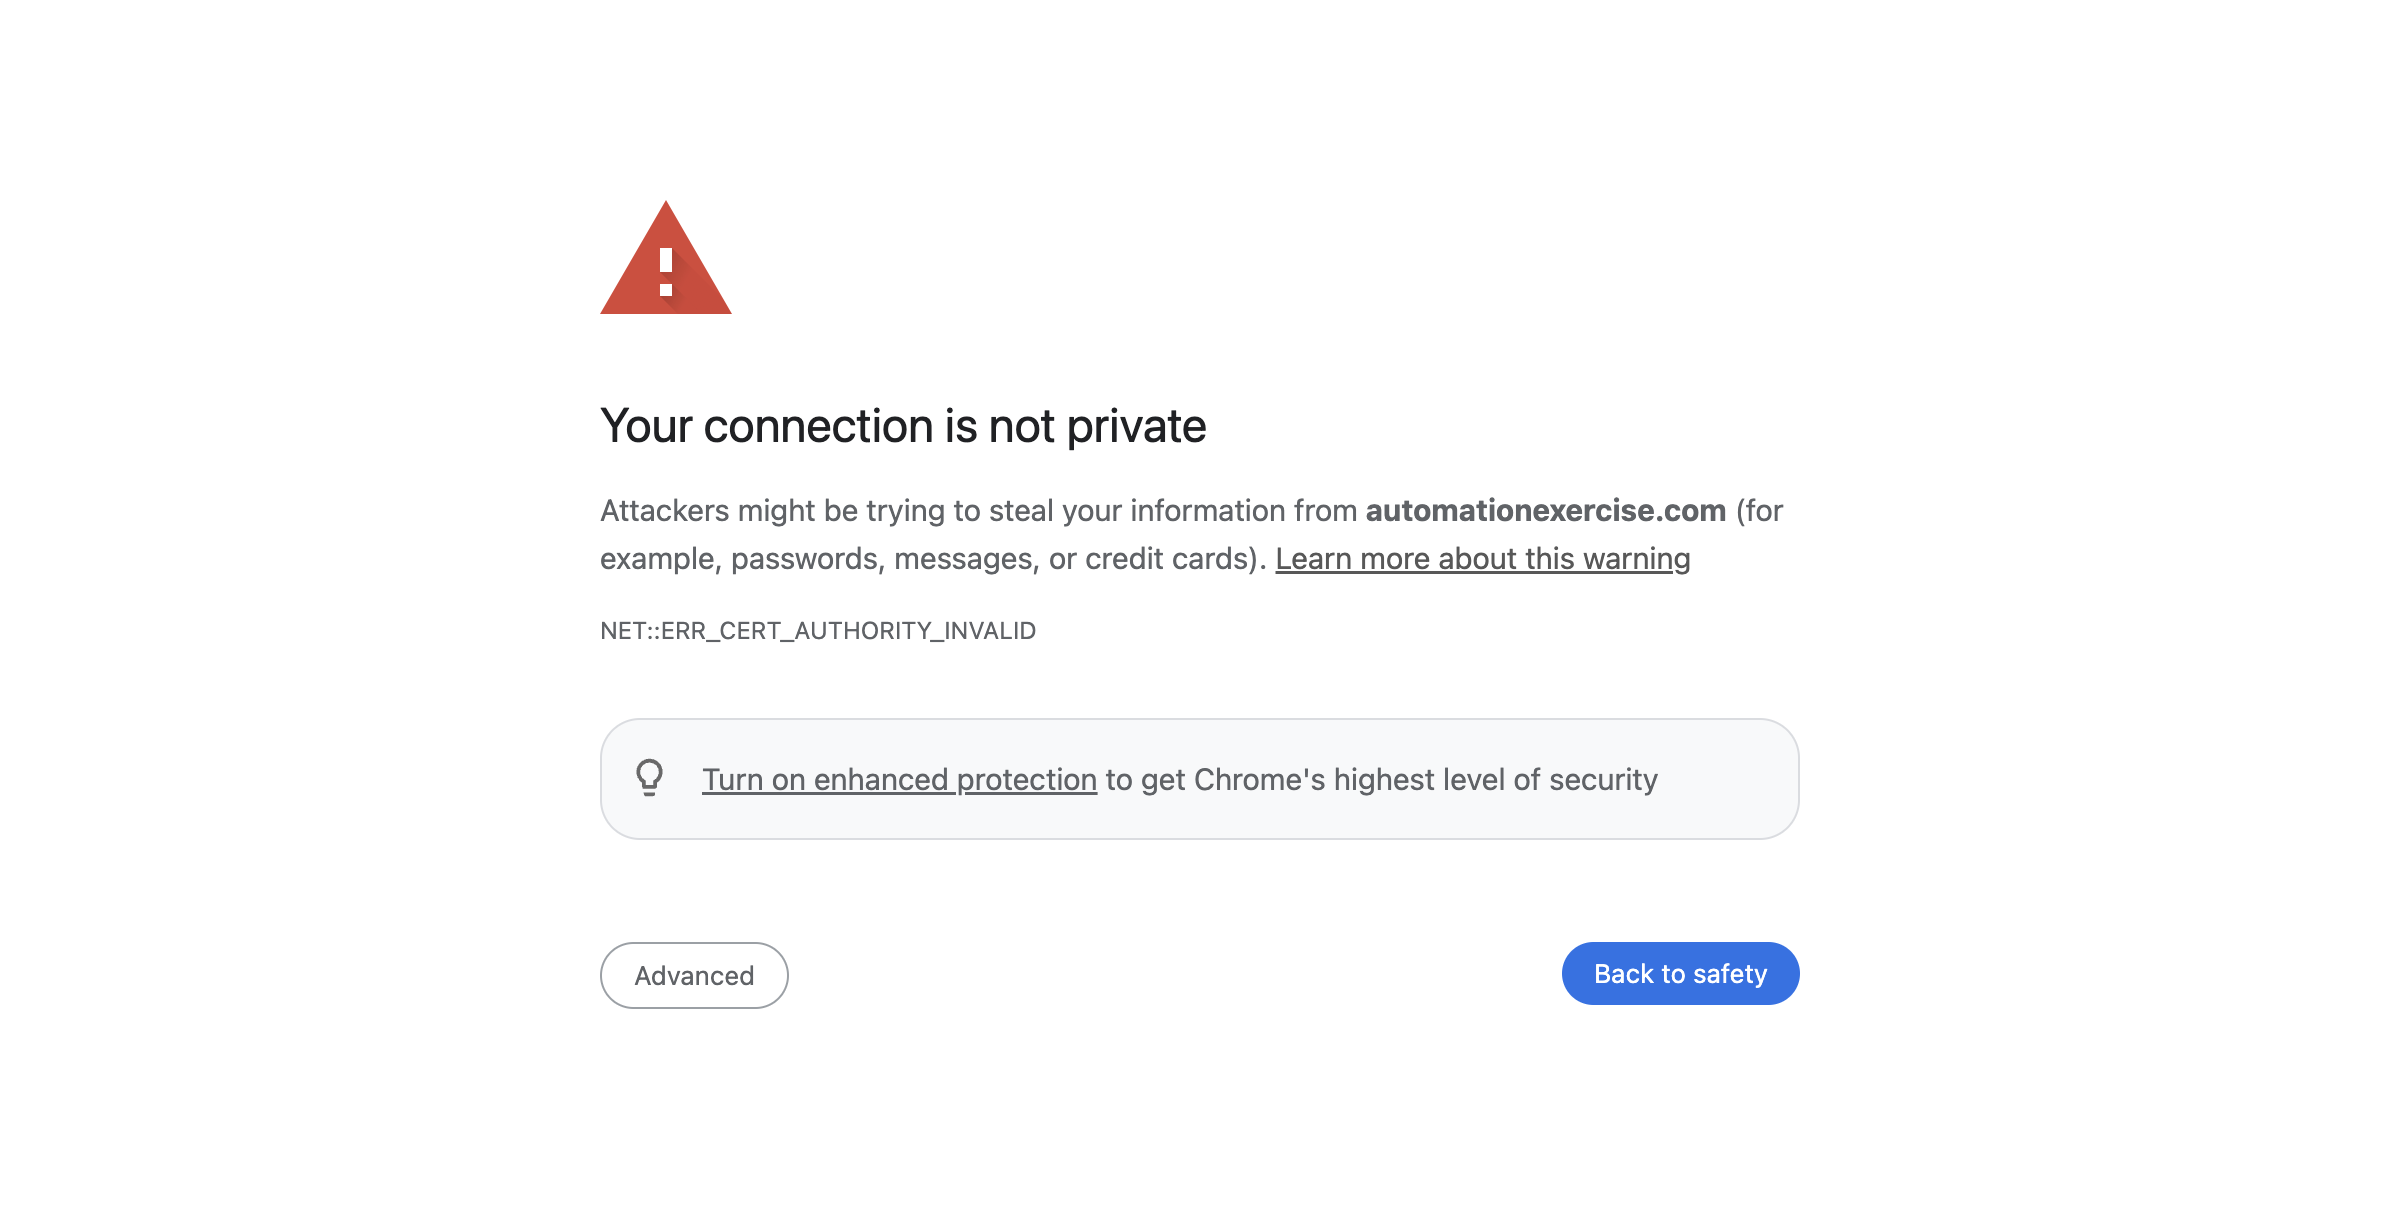 Your connection is not private
Attackers might be trying to steal your information from automationexercise.com (for
example, passwords, messages, or credit cards). Learn more about this warning
NET::ERR_CERT_AUTHORITY_INVALID
Turn on enhanced protection to get Chrome's highest level of security
Advanced
Back to safety